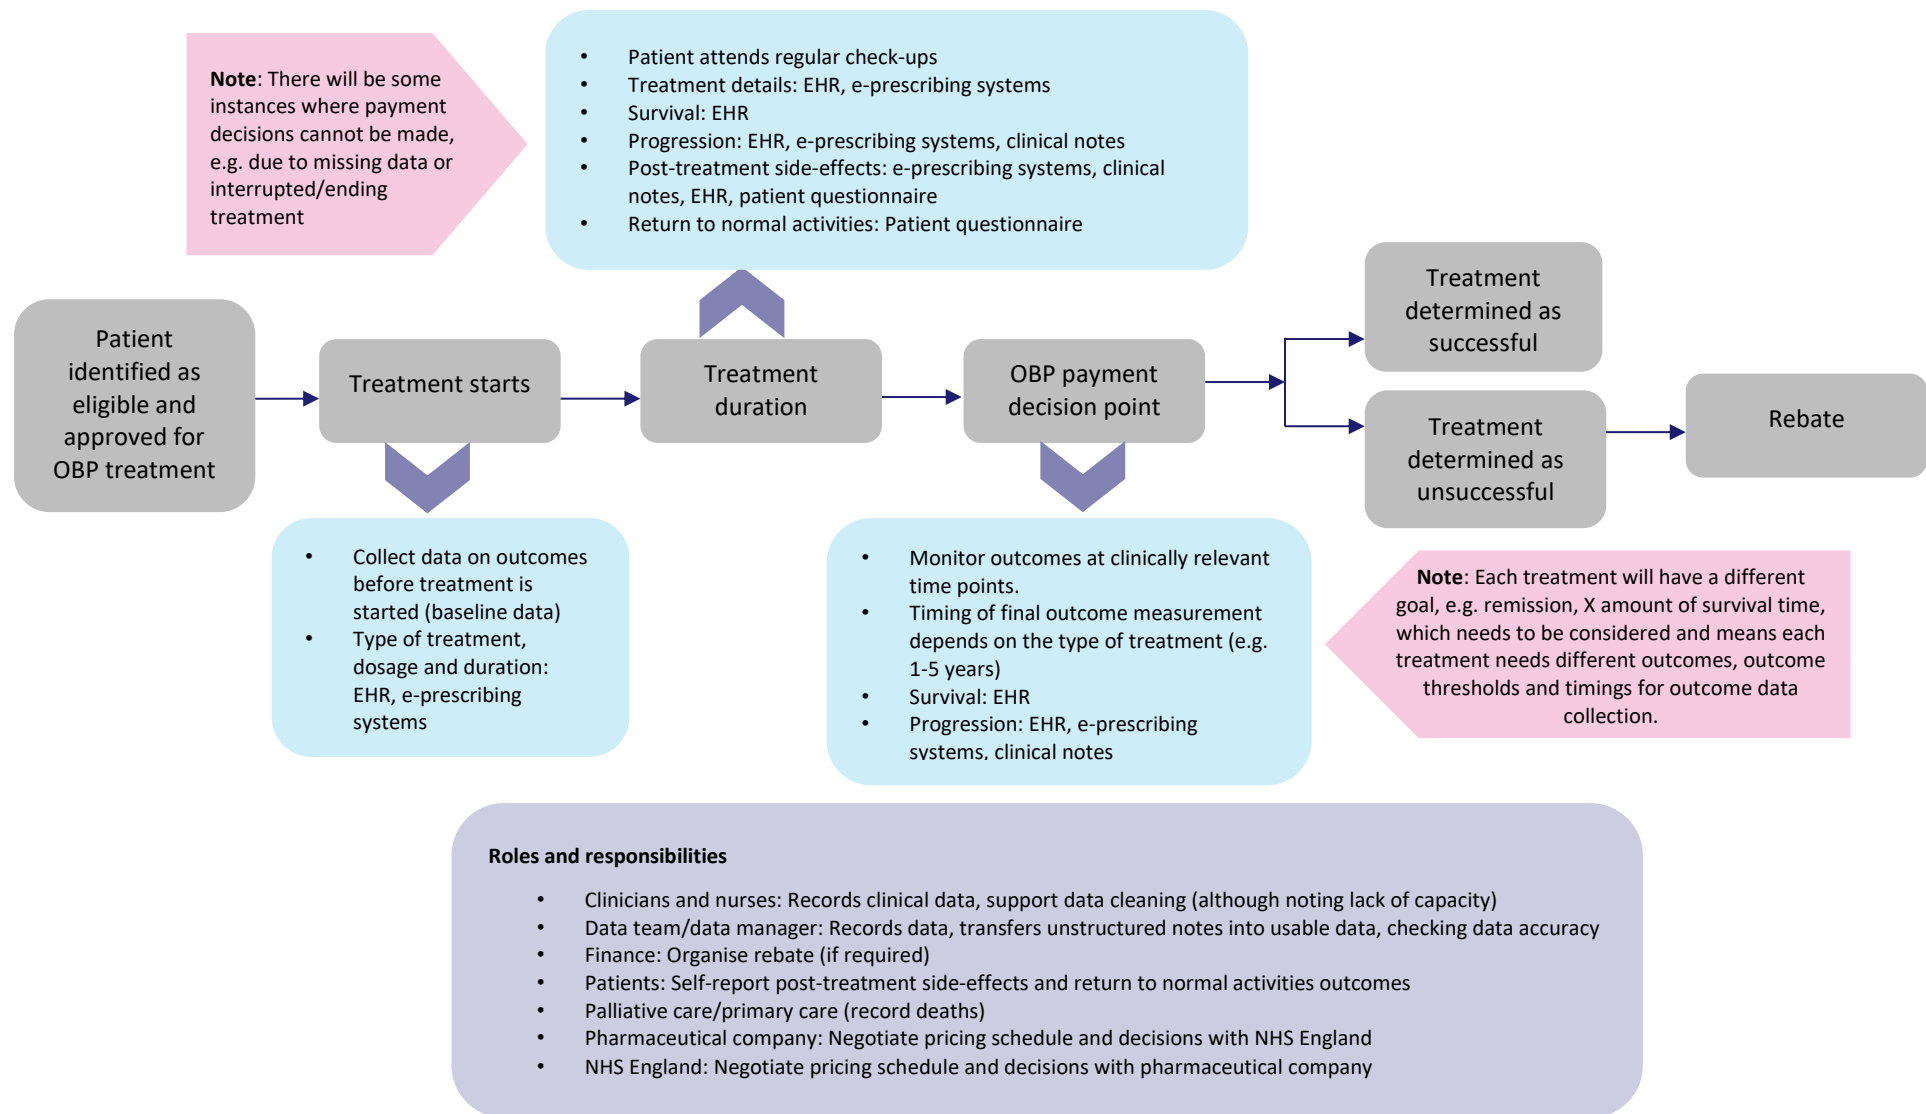 Note: There will be some
instances where payment
decisions cannot be made,
e.g. due to missing data or
interrupted/ending
treatment
• Patient attends regular check-ups
• Treatment details: EHR, e-prescribing systems
• Survival: EHR
• Progression: EHR, e-prescribing systems, clinical notes
• Post-treatment side-effects: e-prescribing systems, clinical
notes, EHR, patient questionnaire
• Return to normal activities: Patient questionnaire
Patient
identified as
eligible and
approved for
OBP treatment
Treatment starts
Treatment
duration
OBP payment
decision point
Treatment
determined as
successful
Treatment
determined as
unsuccessful
Rebate
• Collect data on outcomes
before treatment is
started (baseline data)
• Type of treatment,
dosage and duration:
EHR, e-prescribing
systems
• Monitor outcomes at clinically relevant
time points.
• Timing of final outcome measurement
depends on the type of treatment (e.g.
1-5 years)
• Survival: EHR
• Progression: EHR, e-prescribing
systems, clinical notes
Note: Each treatment will have a different
goal, e.g. remission, X amount of survival time,
which needs to be considered and means each
treatment needs different outcomes, outcome
thresholds and timings for outcome data
collection.
Roles and responsibilities
• Clinicians and nurses: Records clinical data, support data cleaning (although noting lack of capacity)
• Data team/data manager: Records data, transfers unstructured notes into usable data, checking data accuracy
• Finance: Organise rebate (if required)
• Patients: Self-report post-treatment side-effects and return to normal activities outcomes
• Palliative care/primary care (record deaths)
• Pharmaceutical company: Negotiate pricing schedule and decisions with NHS England
• NHS England: Negotiate pricing schedule and decisions with pharmaceutical company